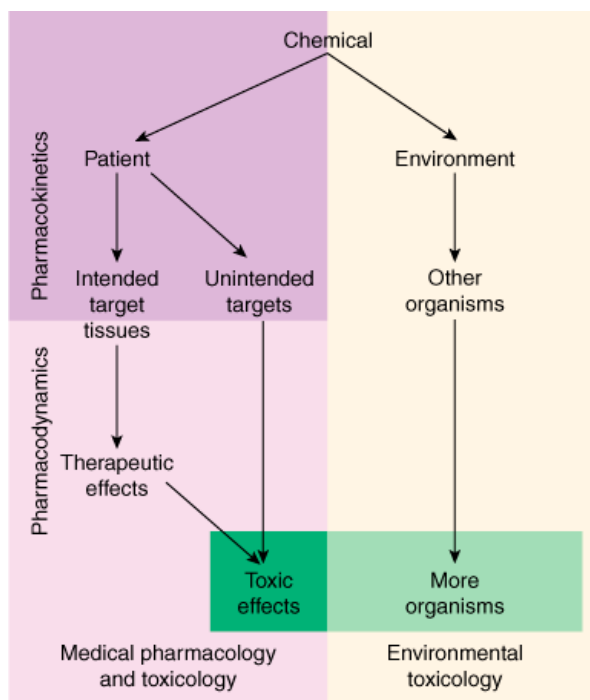 Chemical
Pharmacokinetics
Patient
Environment
Intended
target
tissues
Unintended
targets
Other
organisms
Pharmacodynamics
Therapeutic
effects
Toxic
effects
More
organisms
Medical pharmacology
and toxicology
Environmental
toxicology